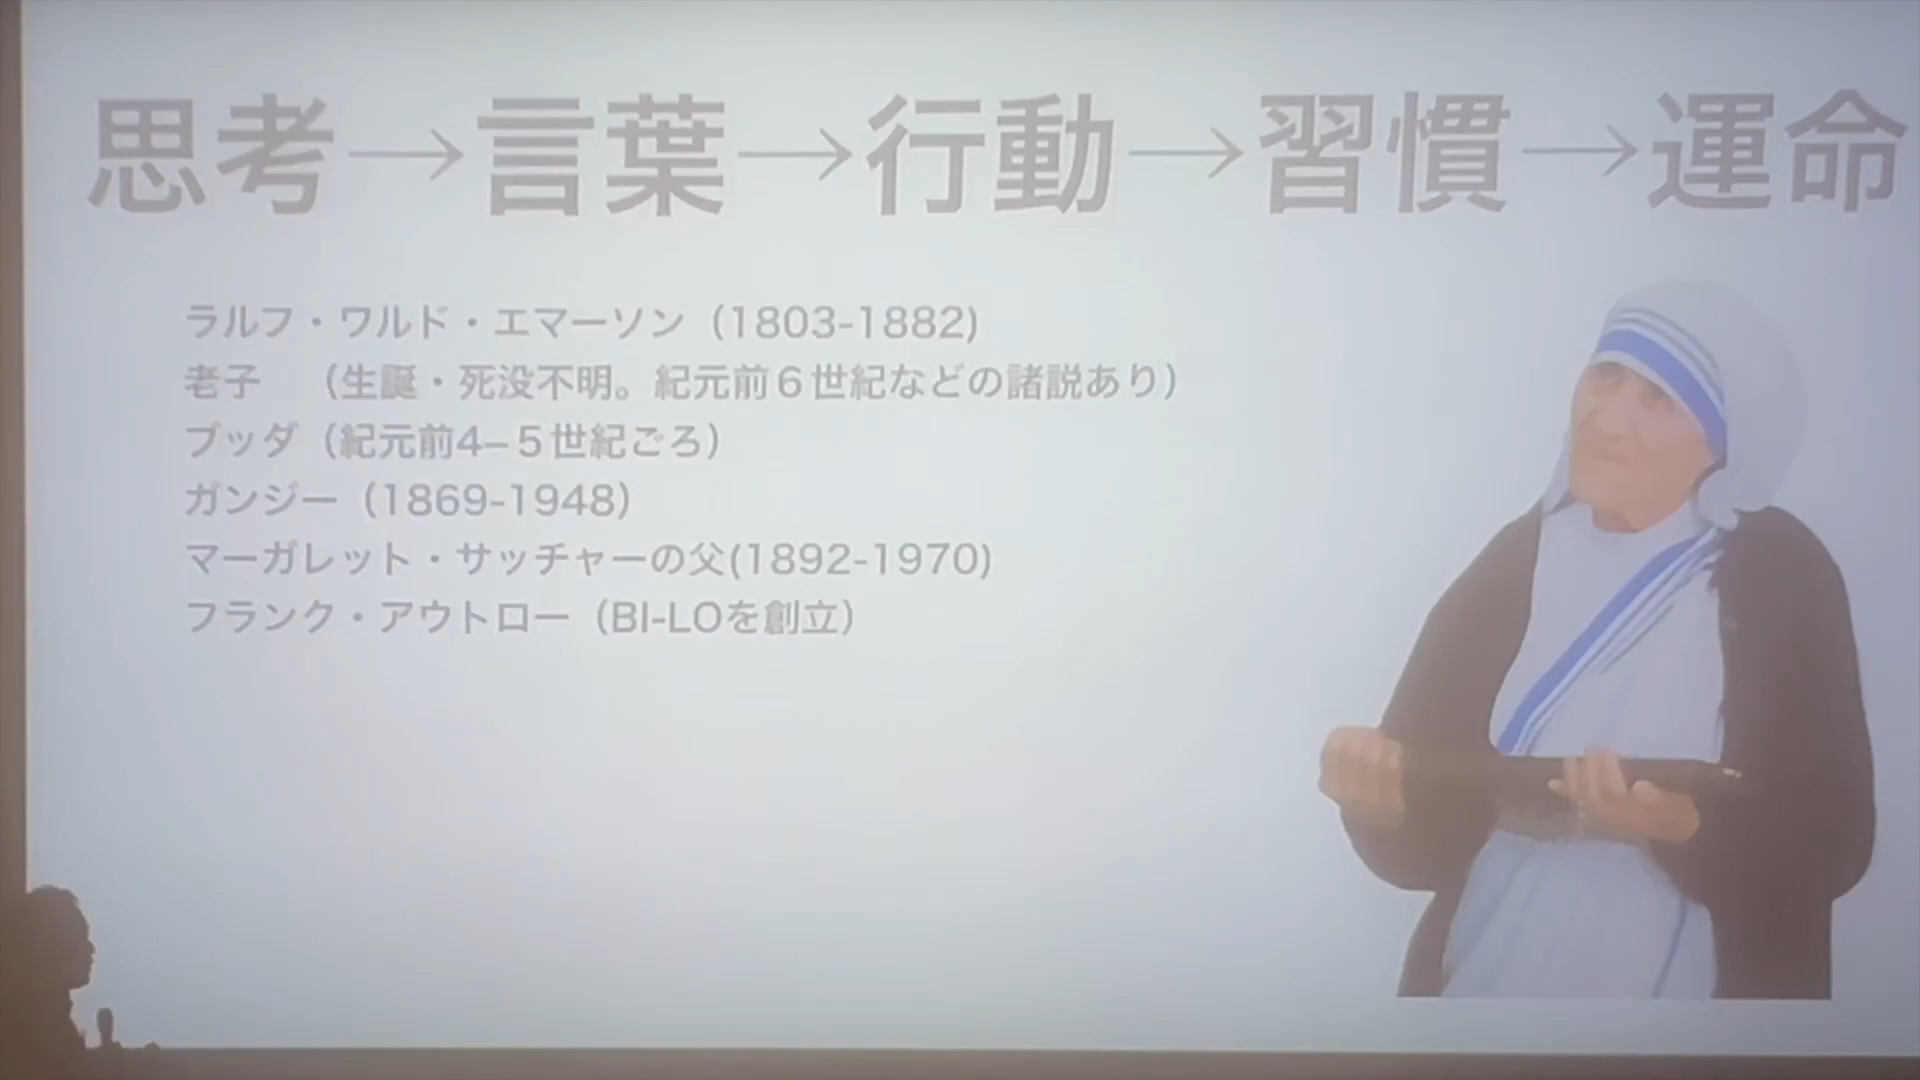 思考→言葉→行動→習慣→運命
ラルフ・ワルド・エマーソン（1803-1882)
老子　（生誕・死没不明。紀元前６世紀などの諸説あり）
ブッダ（紀元前4–５世紀ごろ）
ガンジー（1869-1948）
マーガレット・サッチャーの父(1892-1970)
フランク・アウトロー（BI-LOを創立）